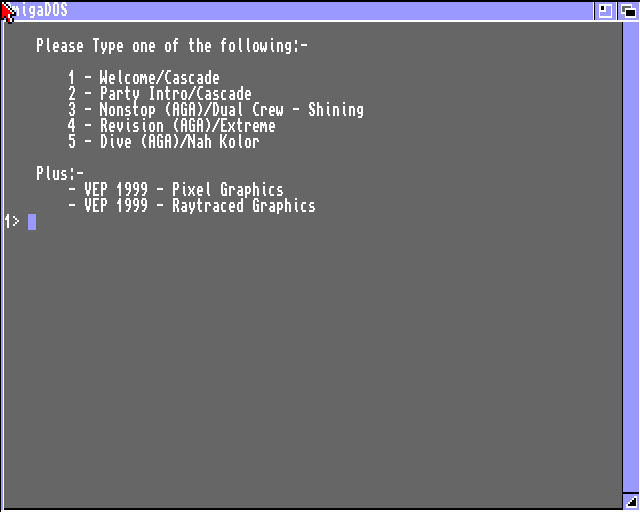 migaDOS
Please Type one of the following:-
1 - Welcome/Cascade
2 - Party Intro/Cascade
3 - Nonstop (AGA)/Dual Crew - Shining
4 - Revision (AGA)/Extreme
5 - Dive (AGA)/Nah Kolor
Plus:-
- VEP 1999 - Pixel Graphics
- VEP 1999 - Raytraced Graphics
1>